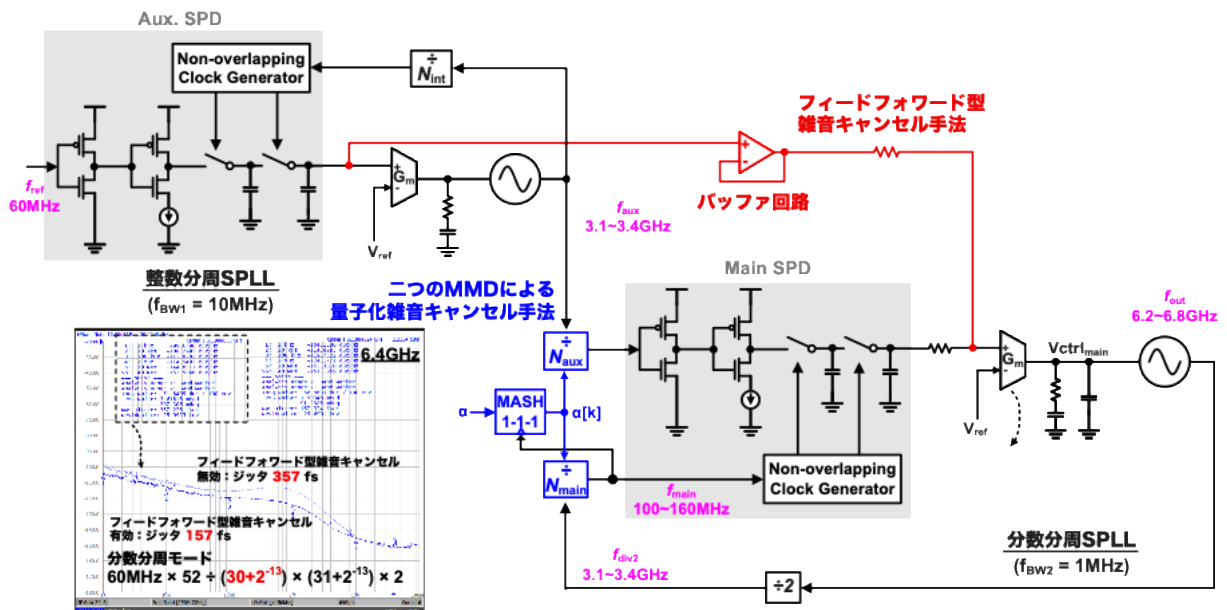 Aux. SPD
Non-overlapping
Clock Generator
÷
Nint
フィードフォワード型
雑音キャンセル手法
+
-
Gm
+
-
バッファ回路
fref
60MHz
Vref
faux
3.1~3.4GHz
整数分周SPLL
(fBW1 = 10MHz)
二つのMMDによる
量子化雑音キャンセル手法
Main SPD
fout
6.2~6.8GHz
÷
Naux
+
-
Gm
Vctrlmain
Vref
α
MASH
1-1-1
α[k]
÷
Nmain
fmain
100~160MHz
Non-overlapping
Clock Generator
6.4GHz
フィードフォワード型雑音キャンセル
無効：ジッタ 357 fs
フィードフォワード型雑音キャンセル
有効：ジッタ 157 fs
分数分周モード
60MHz × 52 ÷ (30+2-13) × (31+2-13) × 2
fdiv2
3.1~3.4GHz
÷2
分数分周SPLL
(fBW2 = 1MHz)